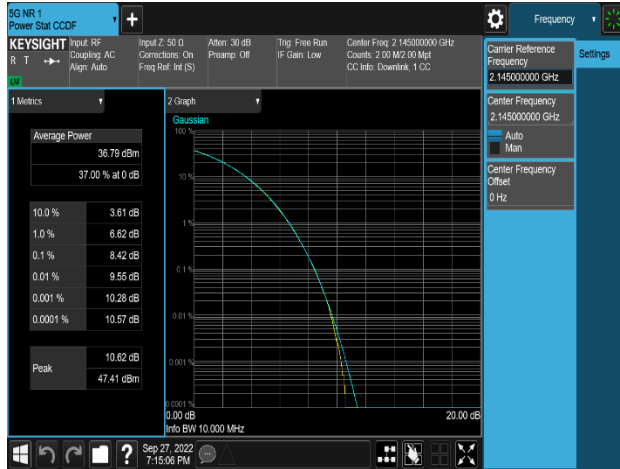 5G NR 1
Power Stat CCDF
Frequency
KEYSIGHT
R T
LNI
Input: RF
Coupling: AC
Align: Auto
Input Z: 50 Ω
Corrections: On
Freq Ref: Int (S)
Atten: 30 dB
Preamp: Off
Trig: Free Run
IF Gain: Low
Center Freq: 2.145000000 GHz
Counts: 2.00 M/2.00 Mpt
CC Info: Downlink, 1 CC
Carrier Reference
Frequency
2.145000000 GHz
Settings
Center Frequency
2.145000000 GHz
Auto
Man
Center Frequency
Offset
0 Hz
1 Metrics
Average Power
36.79 dBm
37.00 % at 0 dB
10.0 % 3.61 dB
1.0 % 6.62 dB
0.1 % 8.42 dB
0.01 % 9.55 dB
0.001 % 10.28 dB
0.0001 % 10.57 dB
Peak
10.62 dB
47.41 dBm
2 Graph
Gaussian
100 %
10 %
1 %
0.1 %
0.01 %
0.001 %
0.0001 %
0.00 dB 20.00 dB
Info BW 10.000 MHz
?
Sep 27, 2022
7:15:06 PM